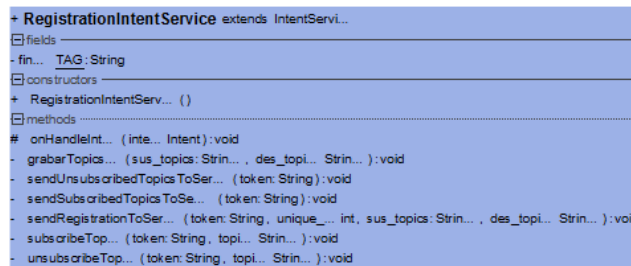 + RegistrationIntentService extends IntentServi...
fields
- fin... TAG: String
constructors
+ RegistrationIntentServ... ()
methods
# onHandleInt... (inte... Intent): void
- grabarTopics... (sus_topics: Strin... , des_topi... Strin... ): void
- sendUnsubscribedTopicsToSer... (token: String): void
- sendSubscribedTopicsToSe... (token: String): void
- sendRegistrationToSer... (token: String, unique_... int, sus_topics: Strin... , des_topi... Strin... ): voi
- subscribeTop... (token: String, topi... Strin... ): void
- unsubscribeTop... (token: String, topi... Strin... ): void